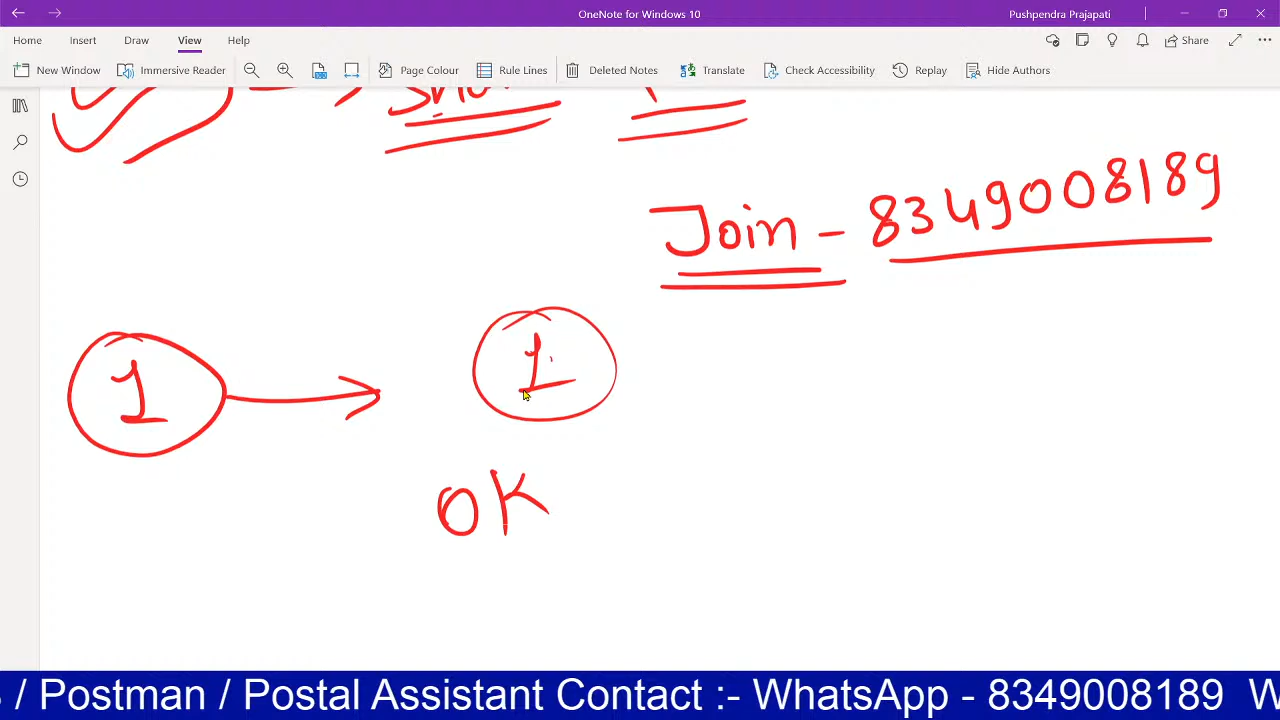 OneNote for Windows 10
Pushpendra Prajapati
Home Insert Draw View Help
Share
New Window Immersive Reader Page Colour Rule Lines Deleted Notes Translate Check Accessibility Replay Hide Authors
Join - 8349008189
1 1
OK
/ Postman / Postal Assistant Contact :- WhatsApp - 8349008189